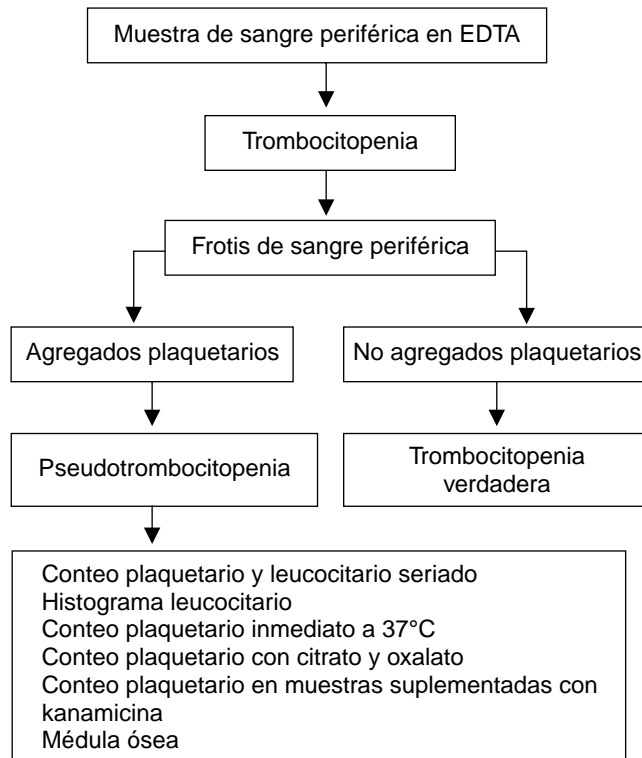 Muestra de sangre periférica en EDTA
Trombocitopenia
Frotis de sangre periférica
Agregados plaquetarios
No agregados plaquetarios
Pseudotrombocitopenia
Trombocitopenia
verdadera
Conteo plaquetario y leucocitario seriado
Histograma leucocitario
Conteo plaquetario inmediato a 37°C
Conteo plaquetario con citrato y oxalato
Conteo plaquetario en muestras suplementadas con
kanamicina
Médula ósea